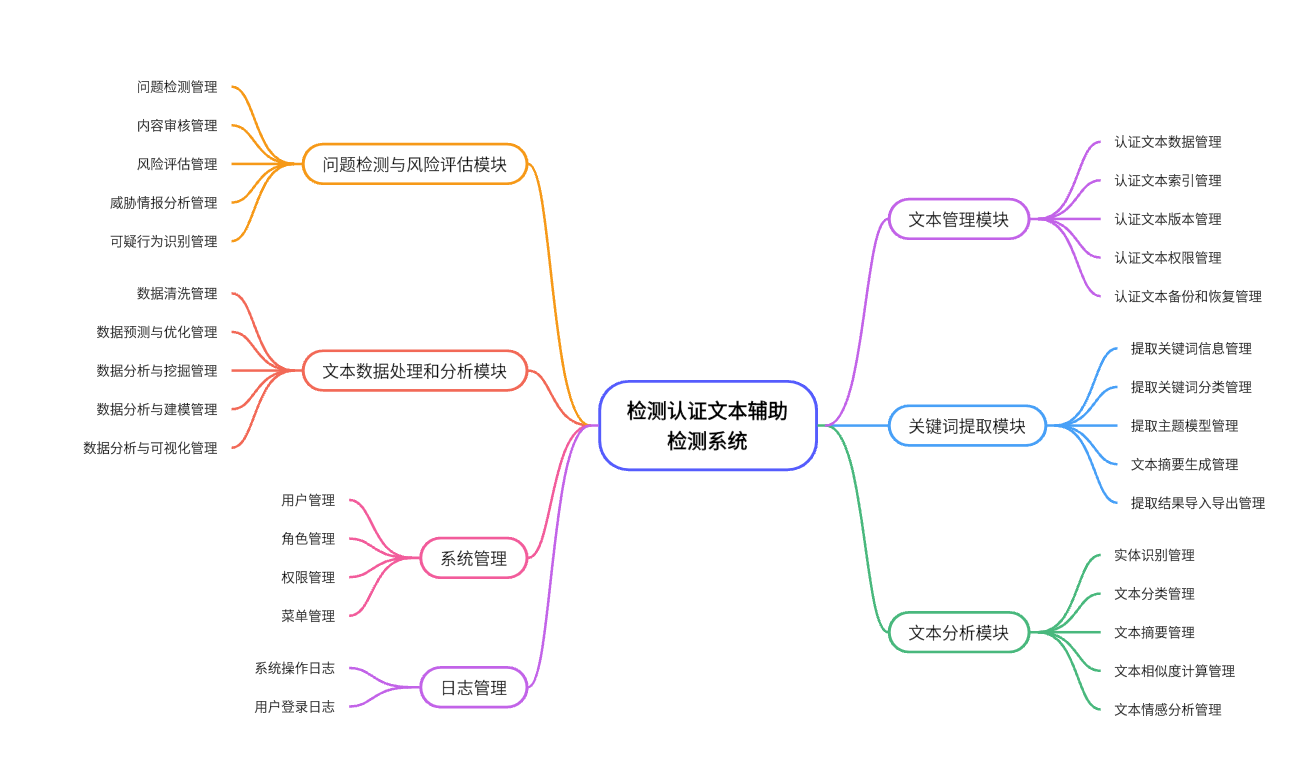 检测认证文本辅助
检测系统
文本管理模块
认证文本数据管理
认证文本索引管理
认证文本版本管理
认证文本权限管理
认证文本备份和恢复管理
关键词提取模块
提取关键词信息管理
提取关键词分类管理
提取主题模型管理
文本摘要生成管理
提取结果导入导出管理
文本分析模块
实体识别管理
文本分类管理
文本摘要管理
文本相似度计算管理
文本情感分析管理
问题检测与风险评估模块
问题检测管理
内容审核管理
风险评估管理
威胁情报分析管理
可疑行为识别管理
文本数据处理和分析模块
数据清洗管理
数据预测与优化管理
数据分析与挖掘管理
数据分析与建模管理
数据分析与可视化管理
系统管理
用户管理
角色管理
权限管理
菜单管理
日志管理
系统操作日志
用户登录日志